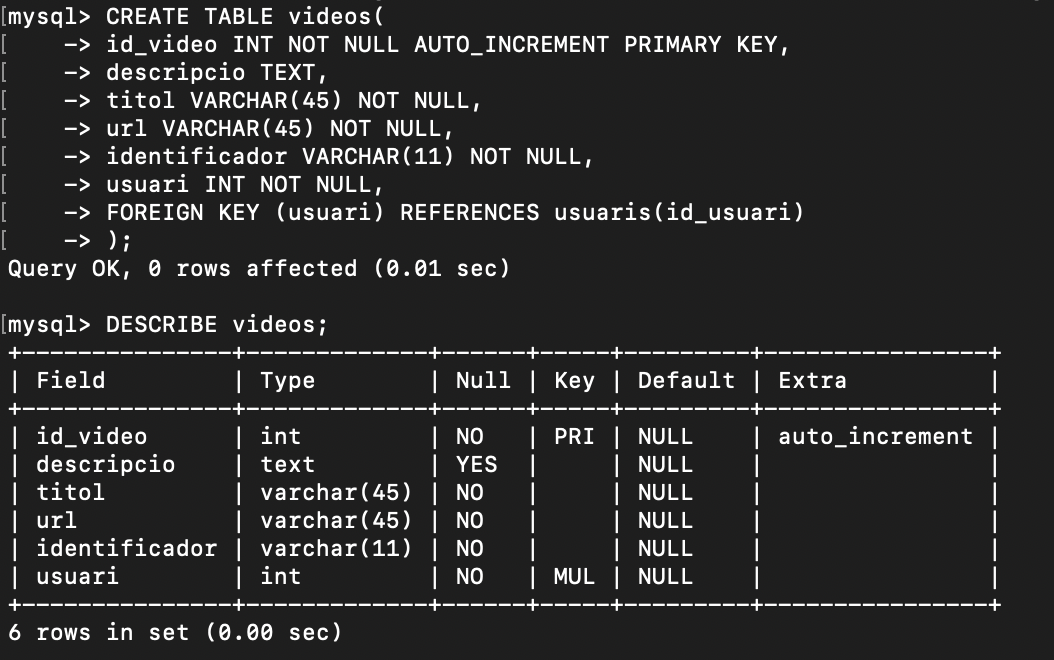 [mysql> CREATE TABLE videos(
[    -> id_video INT NOT NULL AUTO_INCREMENT PRIMARY KEY,
[    -> descripcio TEXT,
[    -> titol VARCHAR(45) NOT NULL,
[    -> url VARCHAR(45) NOT NULL,
[    -> identificador VARCHAR(11) NOT NULL,
[    -> usuari INT NOT NULL,
[    -> FOREIGN KEY (usuari) REFERENCES usuaris(id_usuari)
[    -> );
Query OK, 0 rows affected (0.01 sec)

[mysql> DESCRIBE videos;
+---------------+-------------+------+-----+---------+----------------+
| Field         | Type        | Null | Key | Default | Extra          |
+---------------+-------------+------+-----+---------+----------------+
| id_video      | int         | NO   | PRI | NULL    | auto_increment |
| descripcio    | text        | YES  |     | NULL    |                |
| titol         | varchar(45) | NO   |     | NULL    |                |
| url           | varchar(45) | NO   |     | NULL    |                |
| identificador | varchar(11) | NO   |     | NULL    |                |
| usuari        | int         | NO   | MUL | NULL    |                |
+---------------+-------------+------+-----+---------+----------------+
6 rows in set (0.00 sec)